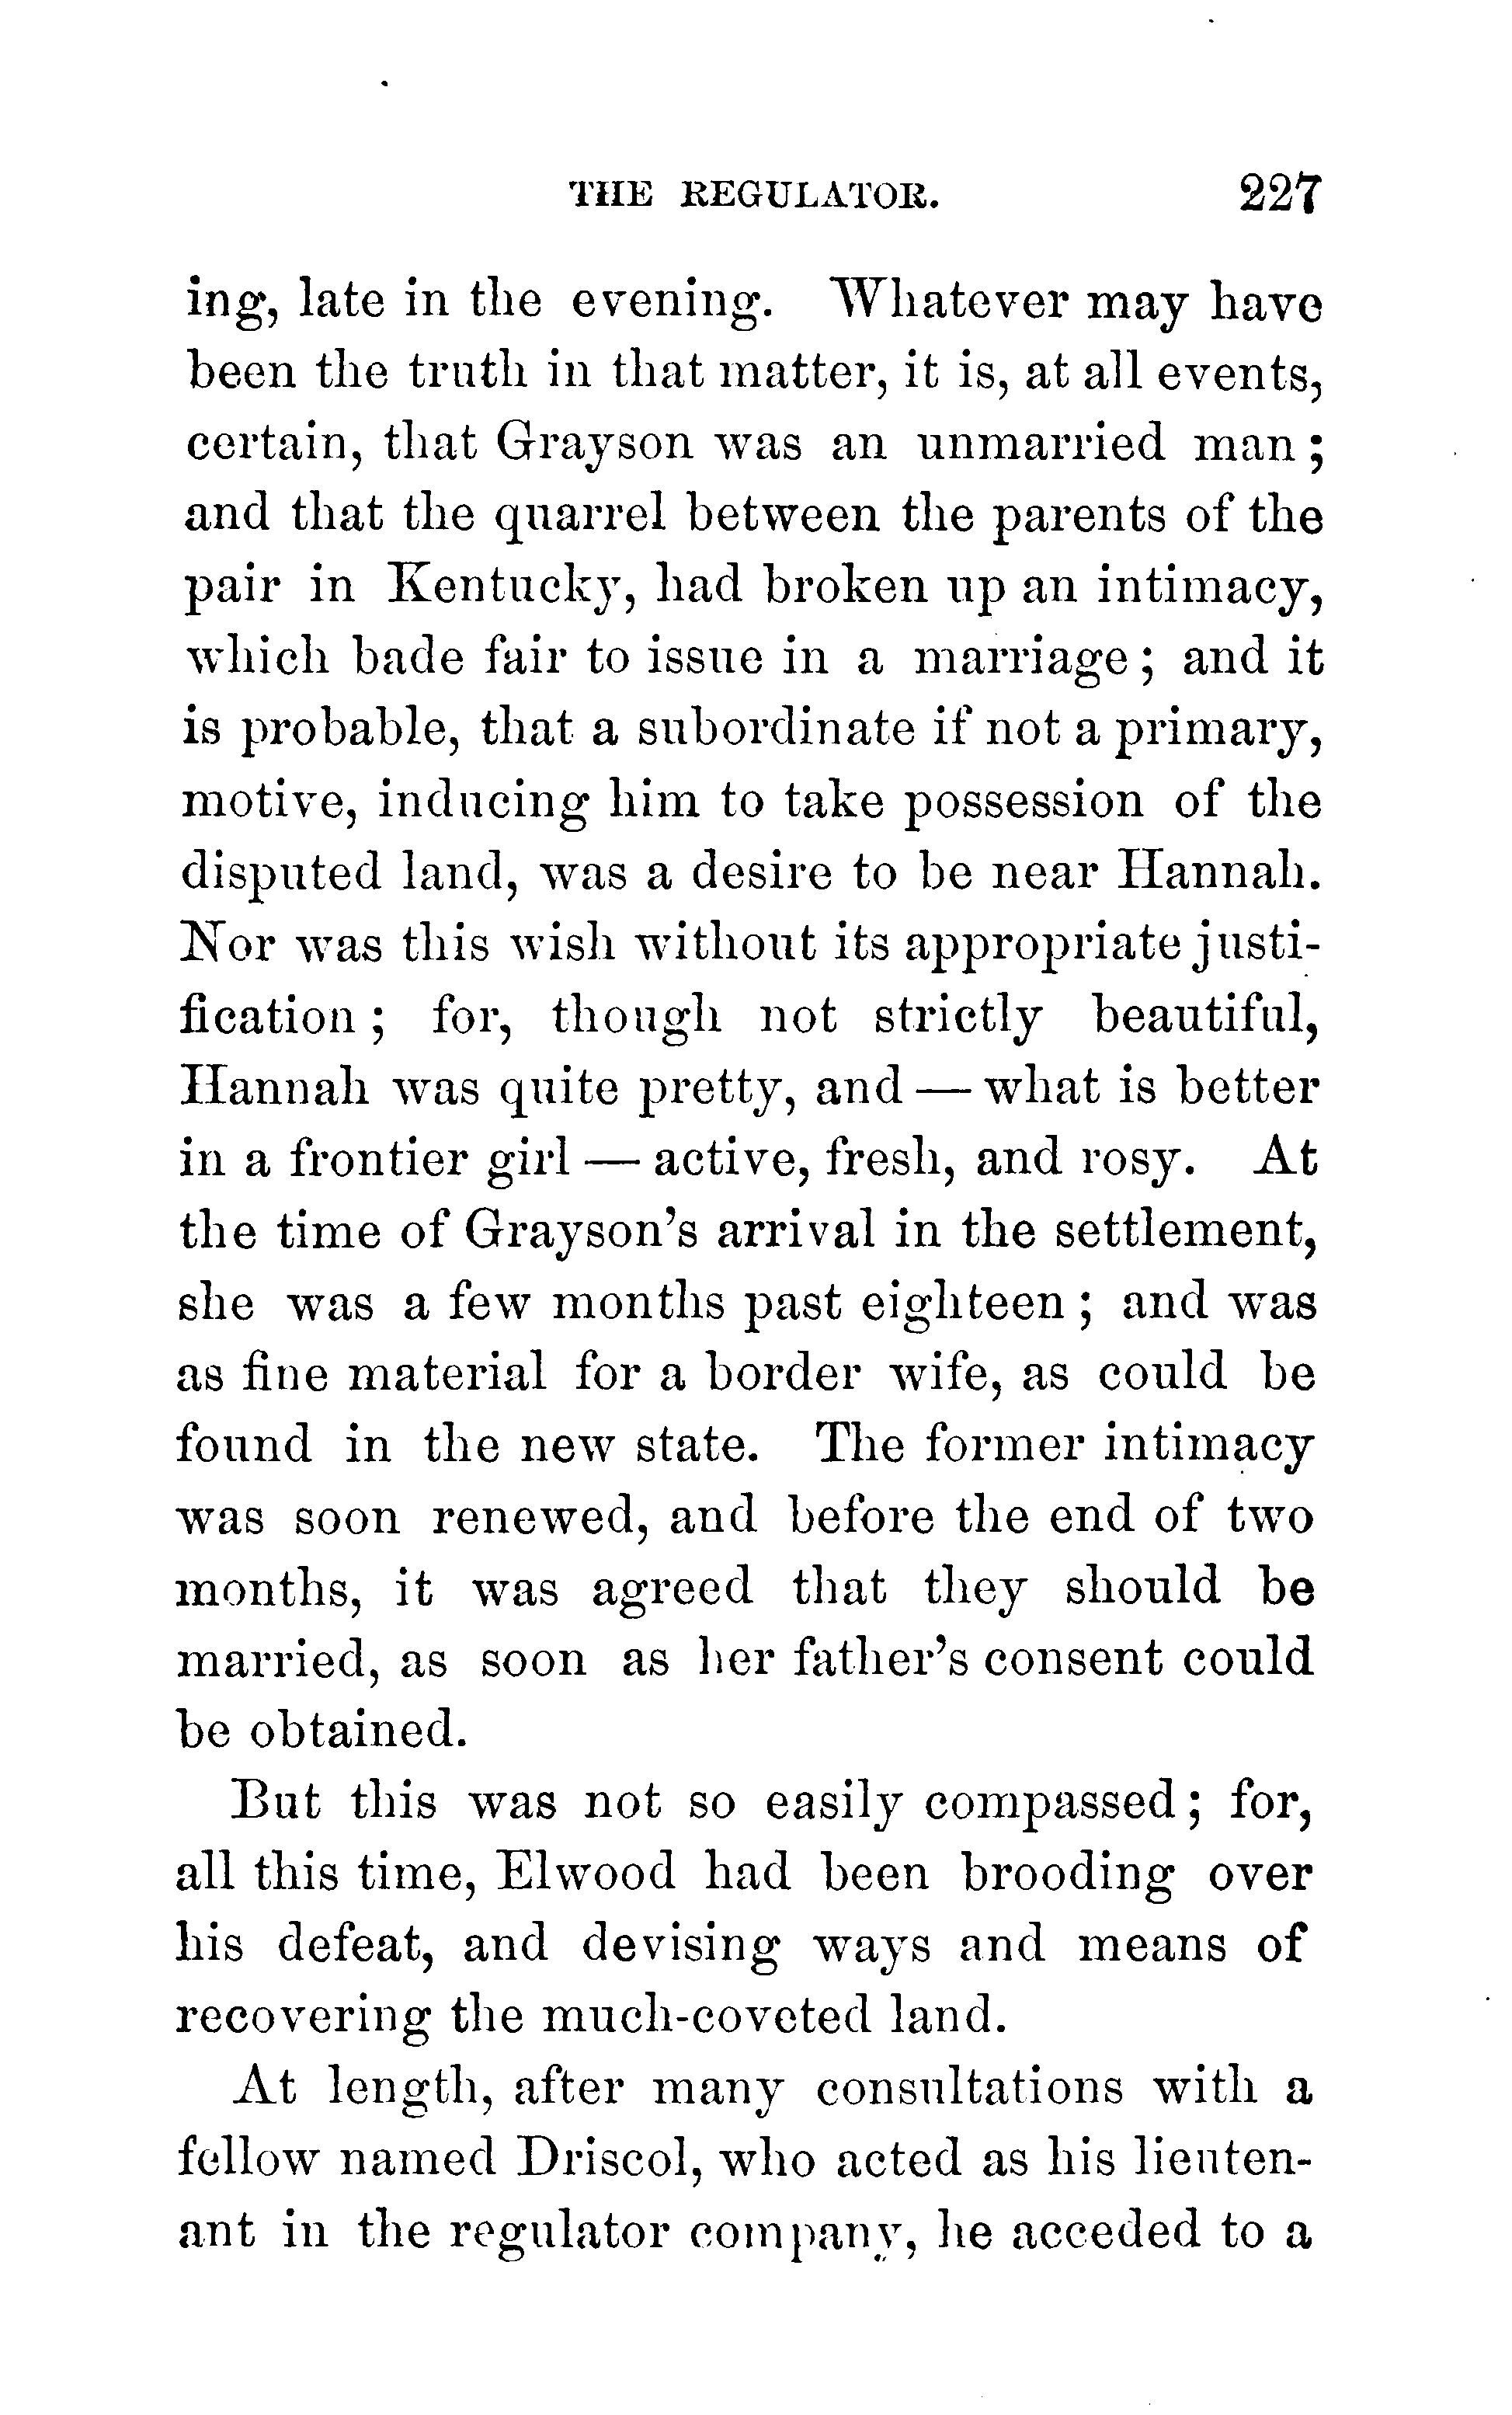 THE REGULATOR. 227
ing, late in the evening. Whatever may have
been the truth in that matter, it is, at all events,
certain, that Grayson was an unmarried man;
and that the quarrel between the parents of the
pair in Kentucky, had broken up an intimacy,
which bade fair to issue in a marriage; and it
is probable, that a subordinate if not a primary,
motive, inducing him to take possession of the
disputed land, was a desire to be near Hannah.
Nor was this wish without its appropriate justi-
fication; for, though not strictly beautiful,
Hannah was quite pretty, and — what is better
in a frontier girl — active, fresh, and rosy. At
the time of Grayson's arrival in the settlement,
she was a few months past eighteen; and was
as fine material for a border wife, as could be
found in the new state. The former intimacy
was soon renewed, and before the end of two
months, it was agreed that they should be
married, as soon as her father's consent could
be obtained.
But this was not so easily compassed; for,
all this time, Elwood had been brooding over
his defeat, and devising ways and means of
recovering the much-coveted land.
At length, after many consultations with a
fellow named Driscol, who acted as his lieuten-
ant in the regulator company, he acceded to a